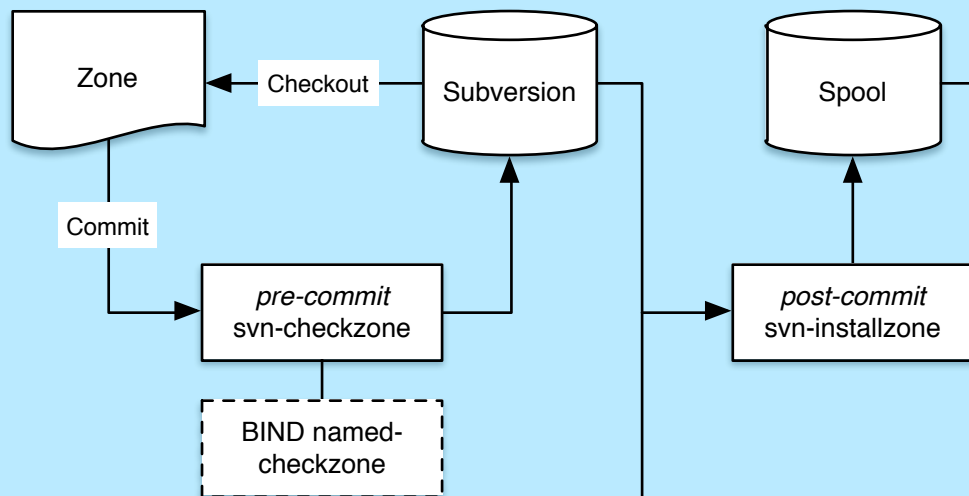 Zone
Checkout
Subversion
Spool
Commit
pre-commit
svn-checkzone
post-commit
svn-installzone
BIND named-
checkzone